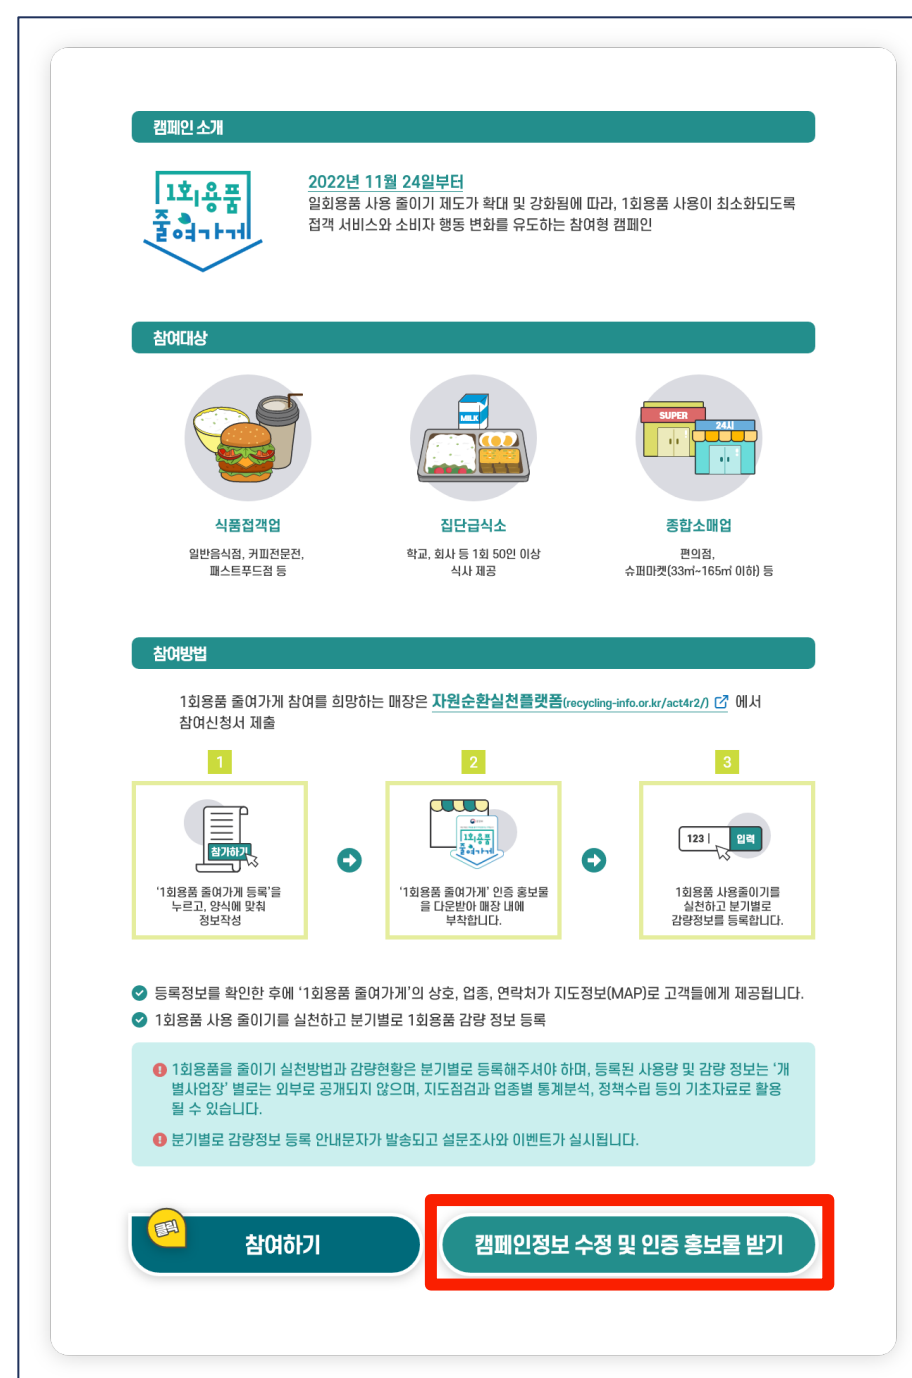 캠페인 소개
1회용품
줄여가게
2022년 11월 24일부터
일회용품 사용 줄이기 제도가 확대 및 강화됨에 따라, 1회용품 사용이 최소화되도록
접객 서비스와 소비자 행동 변화를 유도하는 참여형 캠페인
참여대상
MILK
SUPER
24시
식품접객업
집단급식소
종합소매업
일반음식점, 커피전문전,
패스트푸드점 등
학교, 회사 등 1회 50인 이상
식사 제공
편의점,
슈퍼마켓(33㎡~165㎡ 이하) 등
참여방법
1회용품 줄여가게 참여를 희망하는 매장은 자원순환실천플랫폼(recycling-info.or.kr/act4r2/) 에서
참여신청서 제출
1
2
3
참가하기
1회용품
줄여가게
123
입력
‘1회용품 줄여가게 등록’을
누르고, 양식에 맞춰
정보작성
‘1회용품 줄여가게’ 인증 홍보물
을 다운받아 매장 내에
부착합니다.
1회용품 사용줄이기를
실천하고 분기별로
감량정보를 등록합니다.
등록정보를 확인한 후에 ‘1회용품 줄여가게’의 상호, 업종, 연락처가 지도정보(MAP)로 고객들에게 제공됩니다.
1회용품 사용 줄이기를 실천하고 분기별로 1회용품 감량 정보 등록
1회용품을 줄이기 실천방법과 감량현황은 분기별로 등록해주셔야 하며, 등록된 사용량 및 감량 정보는 ‘개
별사업장’ 별로는 외부로 공개되지 않으며, 지도점검과 업종별 통계분석, 정책수립 등의 기초자료로 활용
될 수 있습니다.
분기별로 감량정보 등록 안내문자가 발송되고 설문조사와 이벤트가 실시됩니다.
클릭
참여하기
캠페인정보 수정 및 인증 홍보물 받기